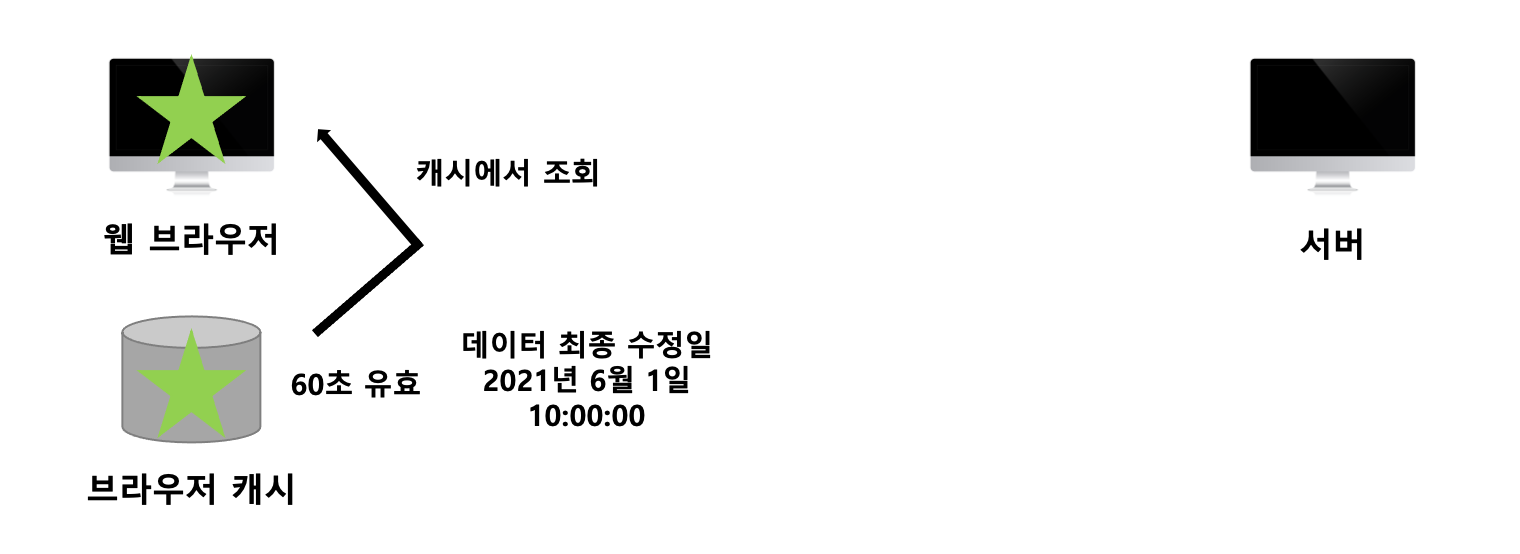 캐시에서 조회
웹 브라우저
서버
데이터 최종 수정일
2021년 6월 1일
10:00:00
60초 유효
브라우저 캐시